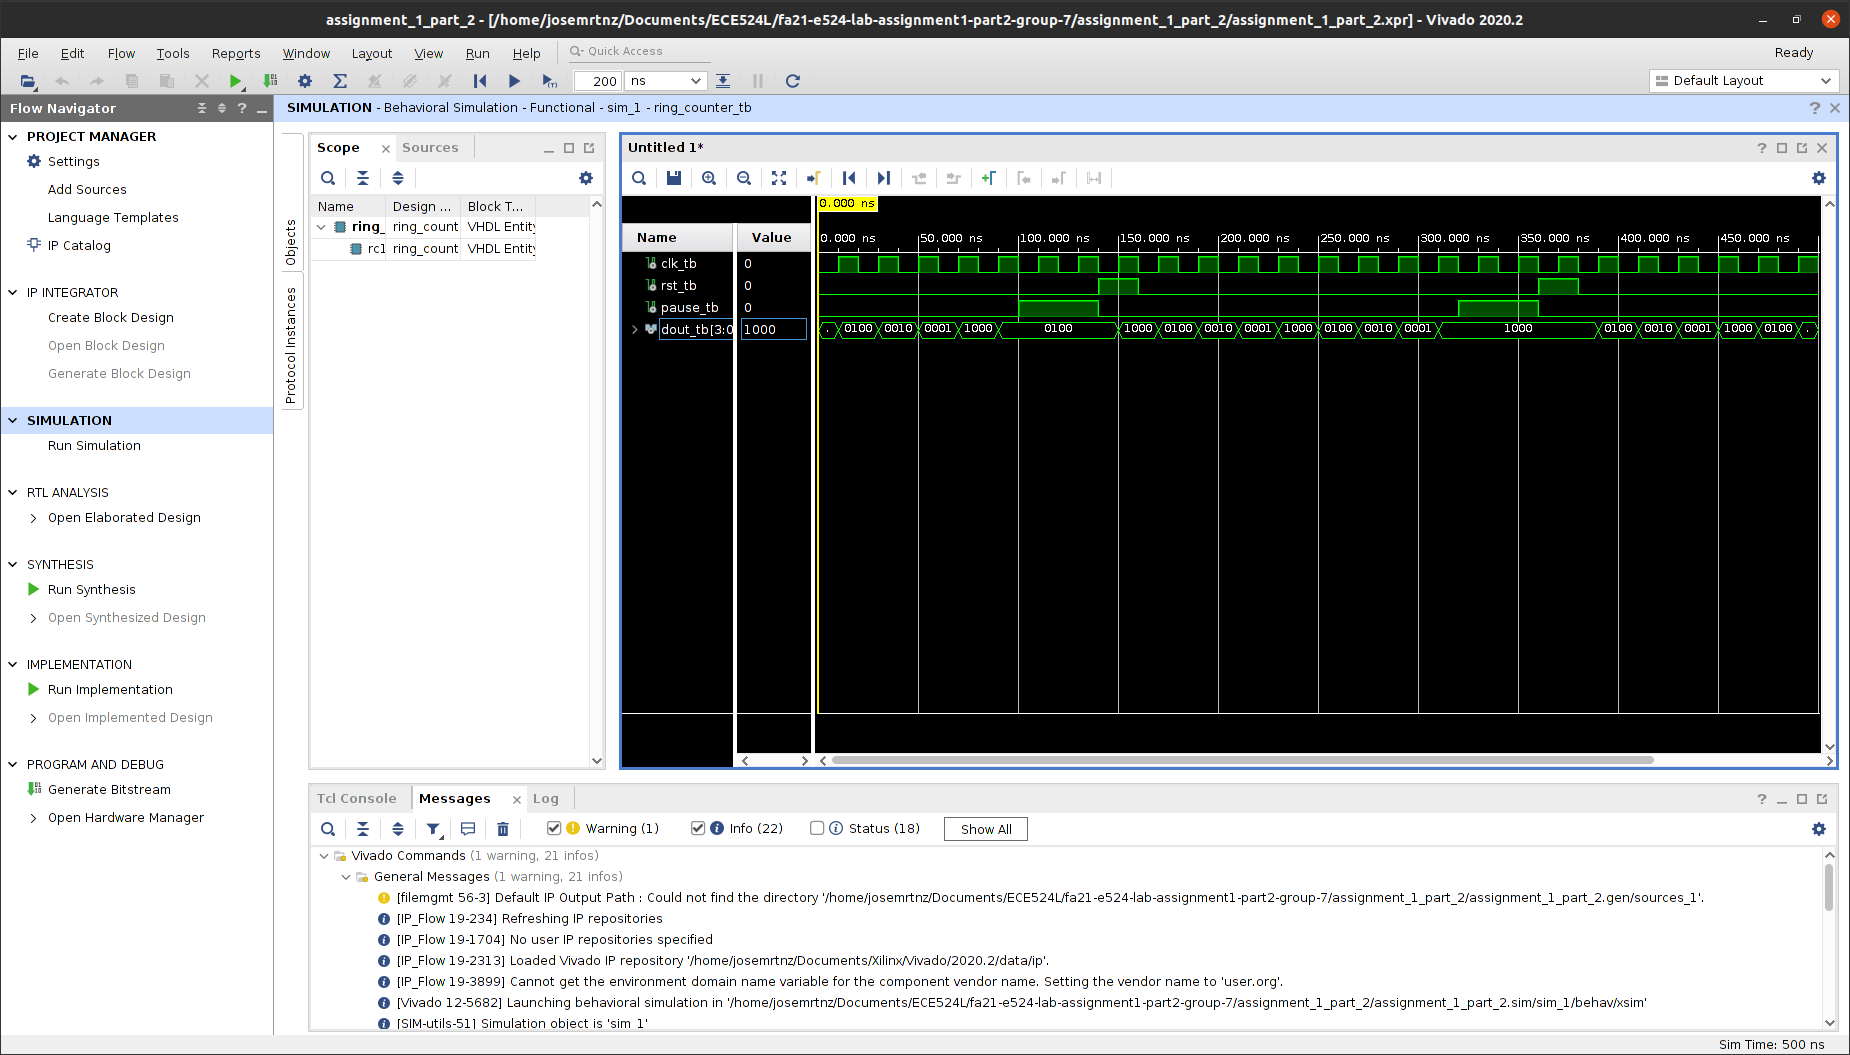 assignment_1_part_2 - [/home/josemrtnz/Documents/ECE524L/fa21-e524-lab-assignment1-part2-group-7/assignment_1_part_2/assignment_1_part_2.xpr] - Vivado 2020.2
File Edit Flow Tools Reports Window Layout View Run Help Quick Access Ready
200 ns Default Layout
Flow Navigator
SIMULATION - Behavioral Simulation - Functional - sim_1 - ring_counter_tb
PROJECT MANAGER
Settings
Add Sources
Language Templates
IP Catalog
IP INTEGRATOR
Create Block Design
Open Block Design
Generate Block Design
SIMULATION
Run Simulation
RTL ANALYSIS
Open Elaborated Design
SYNTHESIS
Run Synthesis
Open Synthesized Design
IMPLEMENTATION
Run Implementation
Open Implemented Design
PROGRAM AND DEBUG
Generate Bitstream
Open Hardware Manager
Objects
Protocol Instances
Scope Sources
Name Design ... Block T...
ring_ ring_count VHDL Entity
rc1 ring_count VHDL Entity
Untitled 1*
0.000 ns
Name Value
0.000 ns 50.000 ns 100.000 ns 150.000 ns 200.000 ns 250.000 ns 300.000 ns 350.000 ns 400.000 ns 450.000 ns
clk_tb 0
rst_tb 0
pause_tb 0
dout_tb[3:0 1000 . 0100 0010 0001 1000 0100 1000 0100 0010 0001 1000 0100 0010 0001 1000 0100 0010 0001 1000 0100 .
Tcl Console Messages Log
Warning (1) Info (22) Status (18) Show All
Vivado Commands (1 warning, 21 infos)
General Messages (1 warning, 21 infos)
[filemgmt 56-3] Default IP Output Path : Could not find the directory '/home/josemrtnz/Documents/ECE524L/fa21-e524-lab-assignment1-part2-group-7/assignment_1_part_2/assignment_1_part_2.gen/sources_1'.
[IP_Flow 19-234] Refreshing IP repositories
[IP_Flow 19-1704] No user IP repositories specified
[IP_Flow 19-2313] Loaded Vivado IP repository '/home/josemrtnz/Documents/Xilinx/Vivado/2020.2/data/ip'.
[IP_Flow 19-3899] Cannot get the environment domain name variable for the component vendor name. Setting the vendor name to 'user.org'.
[Vivado 12-5682] Launching behavioral simulation in '/home/josemrtnz/Documents/ECE524L/fa21-e524-lab-assignment1-part2-group-7/assignment_1_part_2/assignment_1_part_2.sim/sim_1/behav/xsim'
[SIM-utils-51] Simulation object is 'sim_1'
Sim Time: 500 ns